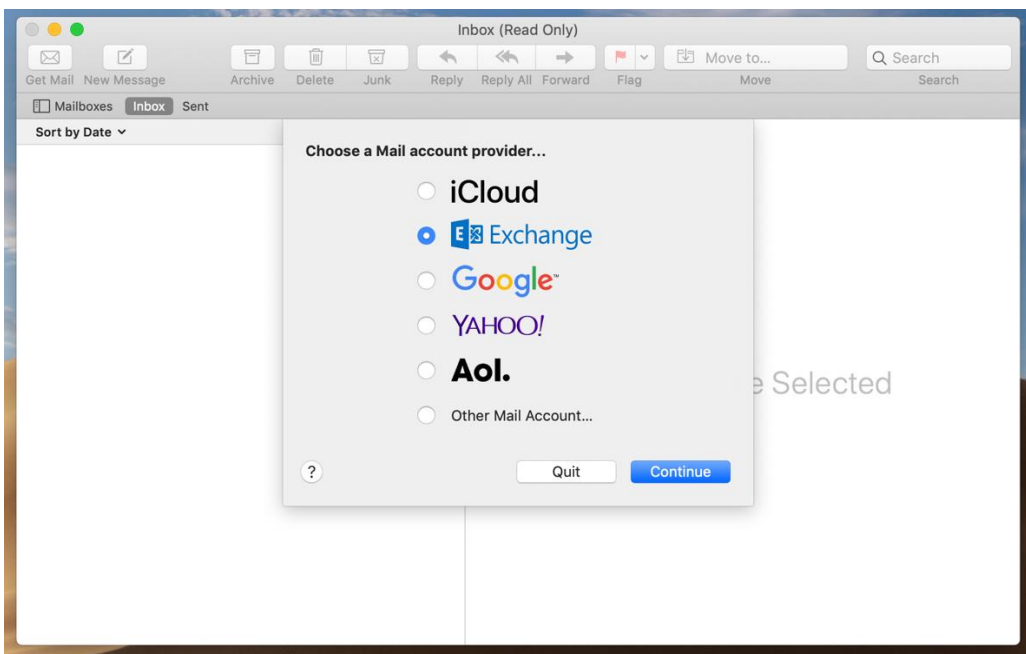 Inbox (Read Only)
Get Mail New Message Archive Delete Junk Reply Reply All Forward Flag Move to... Move Search Search
Mailboxes Inbox Sent
Sort by Date
Choose a Mail account provider...
iCloud
E Exchange
Google™
YAHOO!
Aol.
Other Mail Account...
Selected
? Quit Continue